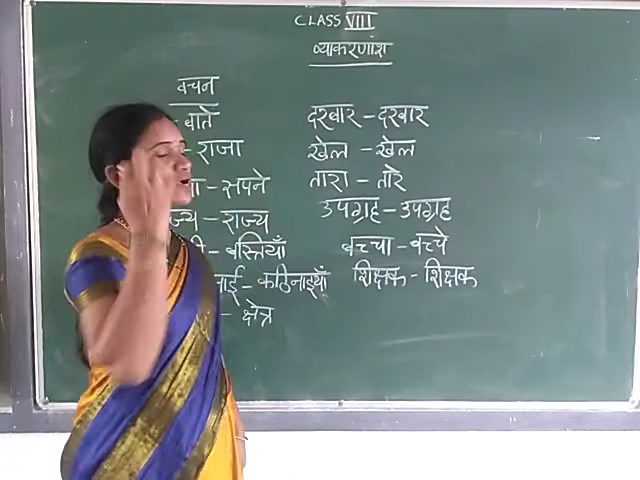 CLASS VIII
व्याकरणांश
वचन
- बातें
- राजा
- सपने
राज्य - राज्य
- बस्तियाँ
- कठिनाइयाँ
- क्षेत्र
दरबार - दरबार
खेल - खेल
तारा - तारे
उपग्रह - उपग्रह
बच्चा - बच्चे
शिक्षक - शिक्षक